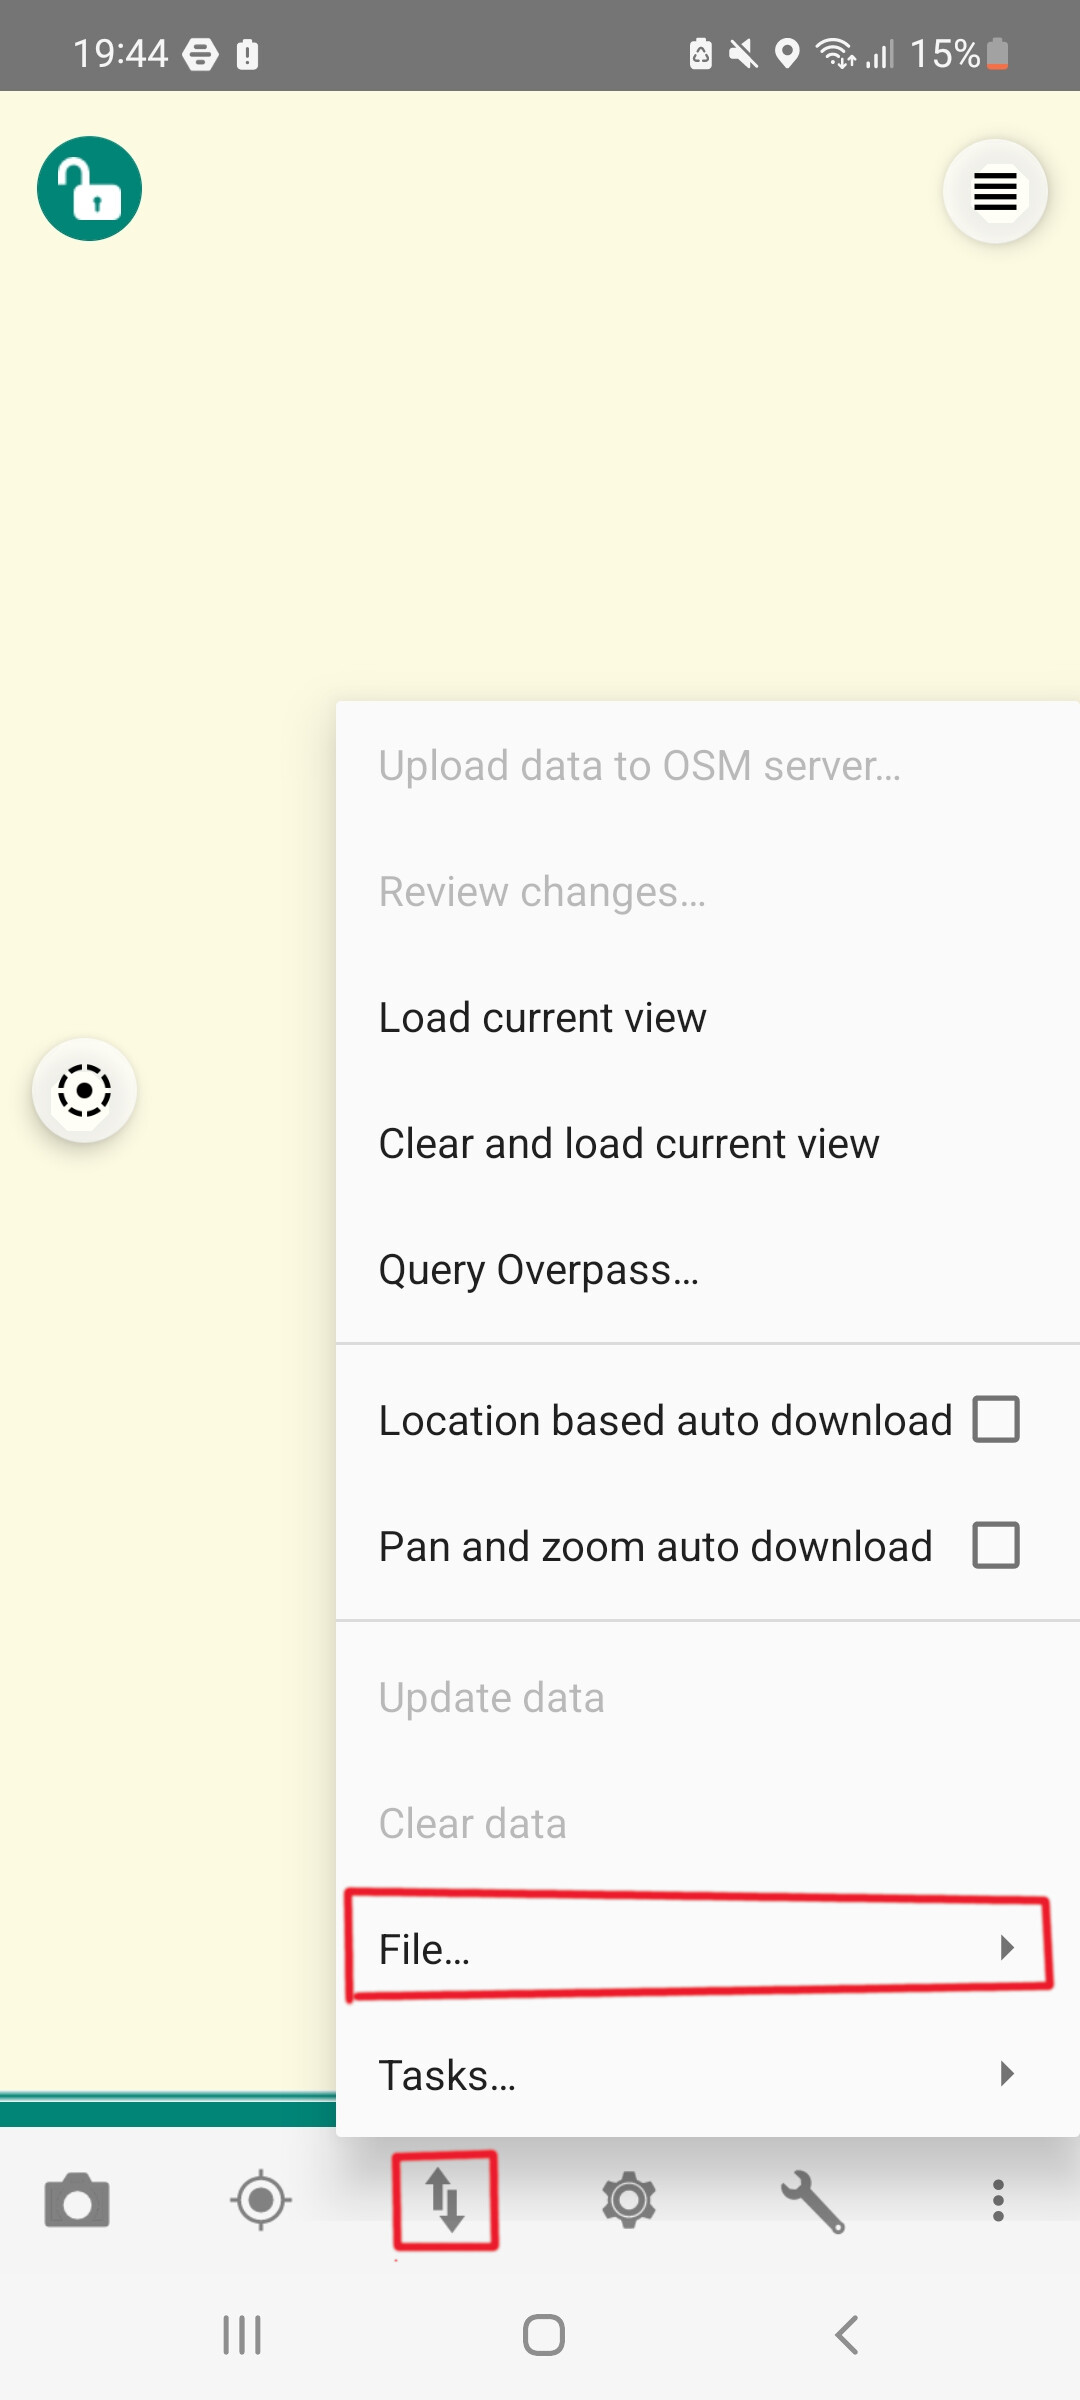 19:44
15%
Upload data to OSM server...
Review changes...
Load current view
Clear and load current view
Query Overpass...
Location based auto download
Pan and zoom auto download
Update data
Clear data
File...
Tasks...